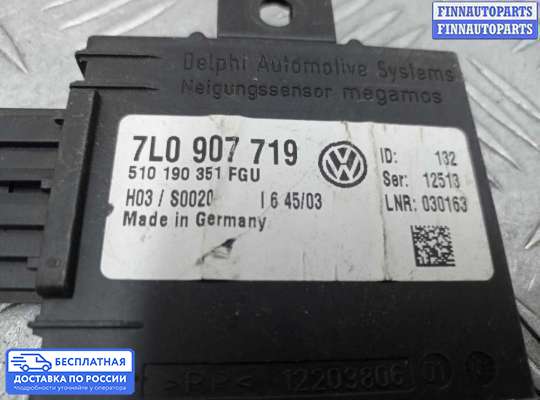 FINNAUTOPARTS
FINNAUTOPARTS
Delphi Automotive Systems
Neigungssensor megamos
7L0 907 719
510 190 351 FGU
H03 / S0020 I 6 45/03
Made in Germany
ID: 132
Ser: 12513
LNR: 030163
>PP< 12203806
БЕСПЛАТНАЯ
ДОСТАВКА ПО РОССИИ